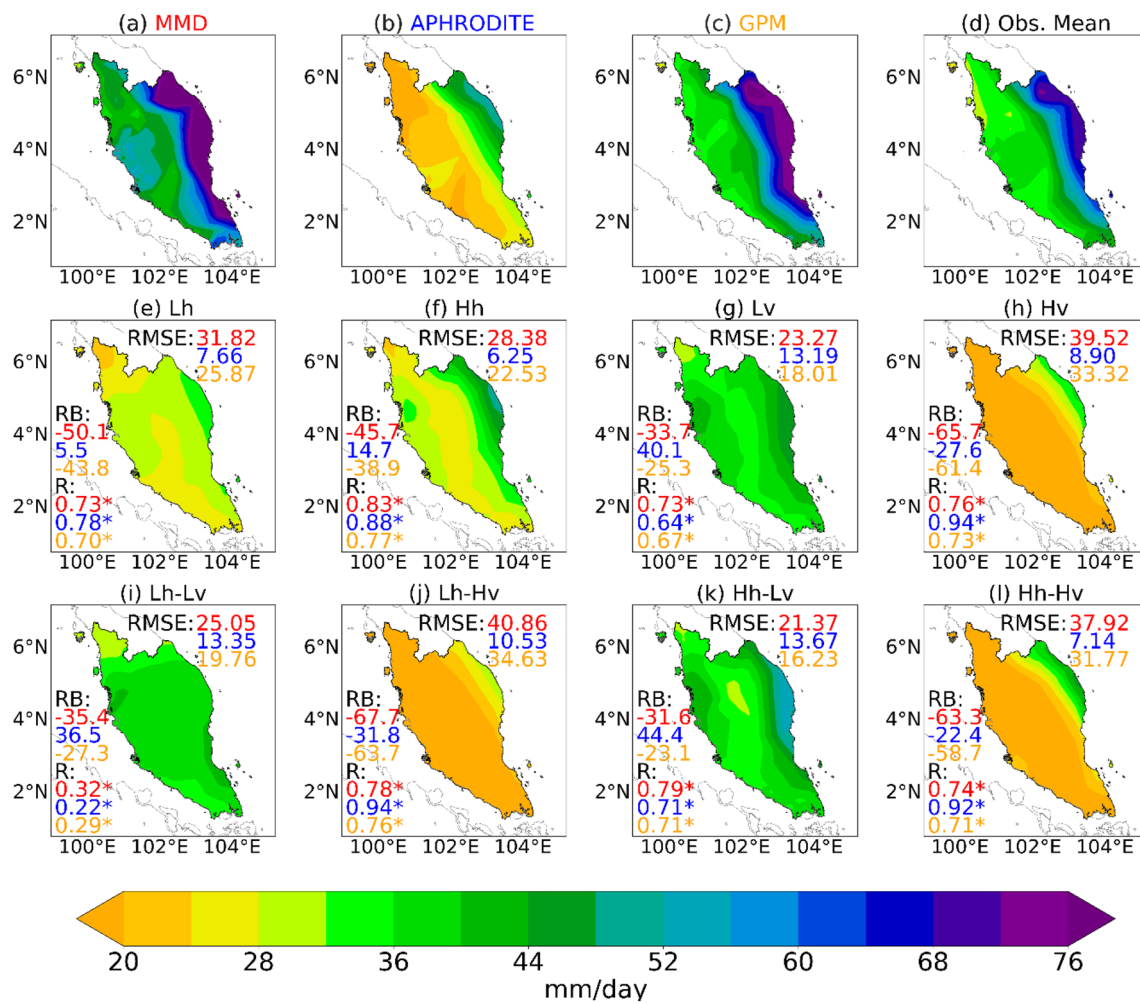 (a) MMD (b) APHRODITE (c) GPM (d) Obs. Mean
6°N
4°N
2°N
100°E 102°E 104°E 100°E 102°E 104°E 100°E 102°E 104°E 100°E 102°E 104°E
(e) Lh (f) Hh (g) Lv (h) Hv
6°N
4°N
2°N
RMSE:31.82
7.66
25.87
RB:
-50.1
5.5
-43.8
R:
0.73*
0.78*
0.70*
RMSE:28.38
6.25
22.53
RB:
-45.7
14.7
-38.9
R:
0.83*
0.88*
0.77*
RMSE:23.27
13.19
18.01
RB:
-33.7
40.1
-25.3
R:
0.73*
0.64*
0.67*
RMSE:39.52
8.90
33.32
RB:
-65.7
-27.6
-61.4
R:
0.76*
0.94*
0.73*
100°E 102°E 104°E 100°E 102°E 104°E 100°E 102°E 104°E 100°E 102°E 104°E
(i) Lh-Lv (j) Lh-Hv (k) Hh-Lv (l) Hh-Hv
6°N
4°N
2°N
RMSE:25.05
13.35
19.76
RB:
-35.4
36.5
-27.3
R:
0.32*
0.22*
0.29*
RMSE:40.86
10.53
34.63
RB:
-67.7
-31.8
-63.7
R:
0.78*
0.94*
0.76*
RMSE:21.37
13.67
16.23
RB:
-31.6
44.4
-23.1
R:
0.79*
0.71*
0.71*
RMSE:37.92
7.14
31.77
RB:
-63.3
-22.4
-58.7
R:
0.74*
0.92*
0.71*
100°E 102°E 104°E 100°E 102°E 104°E 100°E 102°E 104°E 100°E 102°E 104°E
20 28 36 44 52 60 68 76
mm/day